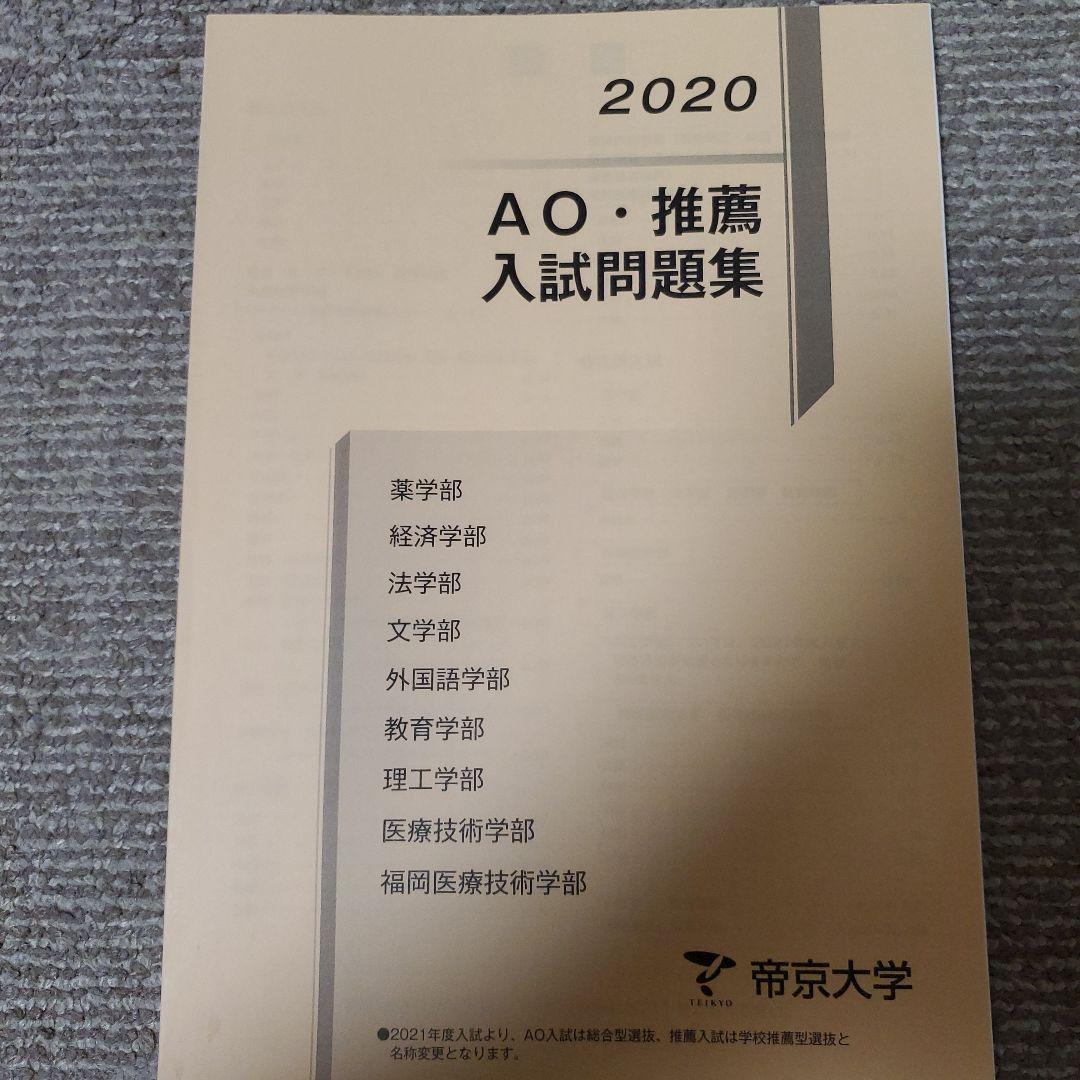 2020
AO・推薦
入試問題集
薬学部
経済学部
法学部
文学部
外国語学部
教育学部
理工学部
医療技術学部
福岡医療技術学部
TEIKYO
帝京大学
●2021年度入試より、AO入試は総合型選抜、推薦入試は学校推薦型選抜と
名称変更となります。